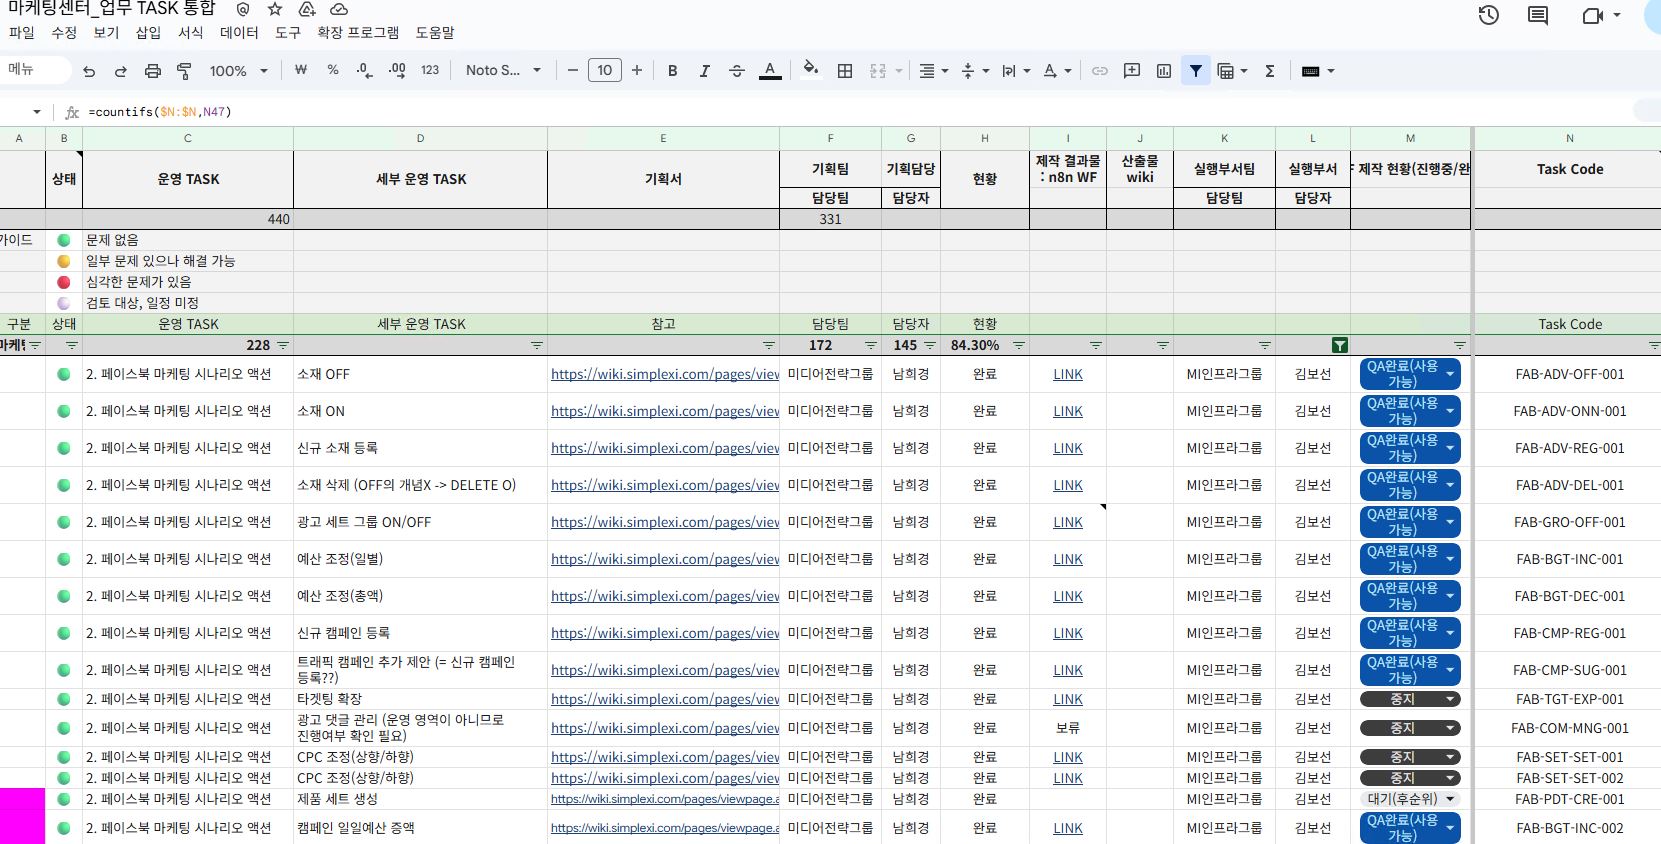 마케팅센터_업무 TASK 통합
파일 수정 보기 삽입 서식 데이터 도구 확장 프로그램 도움말
메뉴 100% ₩ % .0 .00 123 Noto S... 10 B I A A
fx =countifs($N:$N,N47)
A B C D E F G H I J K L M N
상태 운영 TASK 세부 운영 TASK 기획서 기획팀 기획담당 현황 제작 결과물 : n8n WF 산출물 wiki 실행부서팀 실행부서 제작 현황(진행중/완 Task Code
담당팀 담당자 담당팀 담당자
440 331
가이드 문제 없음
일부 문제 있으나 해결 가능
심각한 문제가 있음
검토 대상, 일정 미정
구분 상태 운영 TASK 세부 운영 TASK 참고 담당팀 담당자 현황 Task Code
228 172 145 84.30%
2. 페이스북 마케팅 시나리오 액션 소재 OFF https://wiki.simplexi.com/pages/view 미디어전략그룹 남희경 완료 LINK MI인프라그룹 김보선 QA완료(사용 가능) FAB-ADV-OFF-001
2. 페이스북 마케팅 시나리오 액션 소재 ON https://wiki.simplexi.com/pages/view 미디어전략그룹 남희경 완료 LINK MI인프라그룹 김보선 QA완료(사용 가능) FAB-ADV-ONN-001
2. 페이스북 마케팅 시나리오 액션 신규 소재 등록 https://wiki.simplexi.com/pages/view 미디어전략그룹 남희경 완료 LINK MI인프라그룹 김보선 QA완료(사용 가능) FAB-ADV-REG-001
2. 페이스북 마케팅 시나리오 액션 소재 삭제 (OFF의 개념X -> DELETE O) https://wiki.simplexi.com/pages/view 미디어전략그룹 남희경 완료 LINK MI인프라그룹 김보선 QA완료(사용 가능) FAB-ADV-DEL-001
2. 페이스북 마케팅 시나리오 액션 광고 세트 그룹 ON/OFF https://wiki.simplexi.com/pages/view 미디어전략그룹 남희경 완료 LINK MI인프라그룹 김보선 QA완료(사용 가능) FAB-GRO-OFF-001
2. 페이스북 마케팅 시나리오 액션 예산 조정(일별) https://wiki.simplexi.com/pages/view 미디어전략그룹 남희경 완료 LINK MI인프라그룹 김보선 QA완료(사용 가능) FAB-BGT-INC-001
2. 페이스북 마케팅 시나리오 액션 예산 조정(총액) https://wiki.simplexi.com/pages/view 미디어전략그룹 남희경 완료 LINK MI인프라그룹 김보선 QA완료(사용 가능) FAB-BGT-DEC-001
2. 페이스북 마케팅 시나리오 액션 신규 캠페인 등록 https://wiki.simplexi.com/pages/view 미디어전략그룹 남희경 완료 LINK MI인프라그룹 김보선 QA완료(사용 가능) FAB-CMP-REG-001
2. 페이스북 마케팅 시나리오 액션 트래픽 캠페인 추가 제안 (= 신규 캠페인 등록??) https://wiki.simplexi.com/pages/view 미디어전략그룹 남희경 완료 LINK MI인프라그룹 김보선 QA완료(사용 가능) FAB-CMP-SUG-001
2. 페이스북 마케팅 시나리오 액션 타겟팅 확장 https://wiki.simplexi.com/pages/view 미디어전략그룹 남희경 완료 LINK MI인프라그룹 김보선 중지 FAB-TGT-EXP-001
2. 페이스북 마케팅 시나리오 액션 광고 댓글 관리 (운영 영역이 아니므로 진행여부 확인 필요) https://wiki.simplexi.com/pages/view 미디어전략그룹 남희경 완료 보류 MI인프라그룹 김보선 중지 FAB-COM-MNG-001
2. 페이스북 마케팅 시나리오 액션 CPC 조정(상향/하향) https://wiki.simplexi.com/pages/view 미디어전략그룹 남희경 완료 LINK MI인프라그룹 김보선 중지 FAB-SET-SET-001
2. 페이스북 마케팅 시나리오 액션 CPC 조정(상향/하향) https://wiki.simplexi.com/pages/view 미디어전략그룹 남희경 완료 LINK MI인프라그룹 김보선 중지 FAB-SET-SET-002
2. 페이스북 마케팅 시나리오 액션 제품 세트 생성 https://wiki.simplexi.com/pages/viewpage.a 미디어전략그룹 남희경 완료 MI인프라그룹 김보선 대기(후순위) FAB-PDT-CRE-001
2. 페이스북 마케팅 시나리오 액션 캠페인 일일예산 증액 https://wiki.simplexi.com/pages/viewpage.a 미디어전략그룹 남희경 완료 LINK MI인프라그룹 김보선 QA완료(사용 가능) FAB-BGT-INC-002